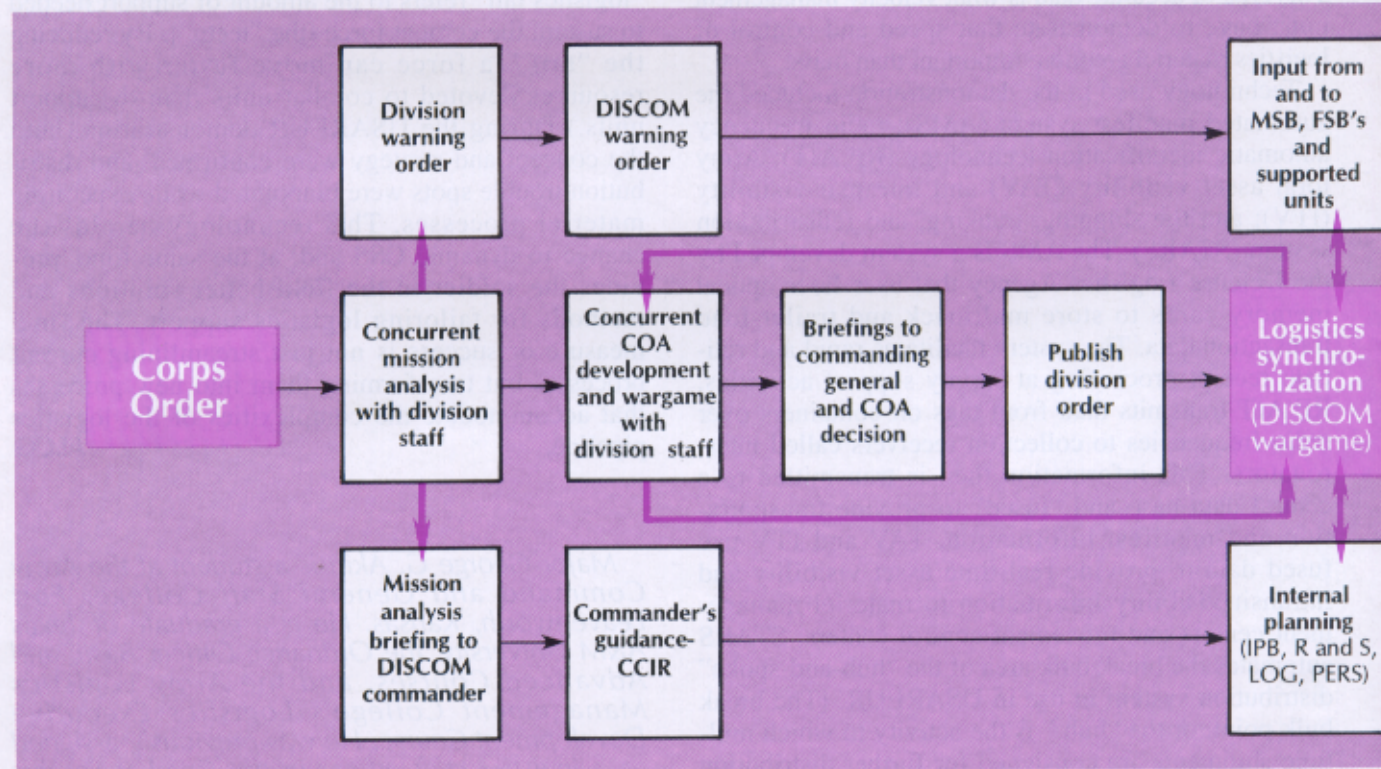 Division
warning
order
DISCOM
warning
order
Input from
and to
MSB, FSB's
and
supported
units
Corps
Order
Concurrent
mission
analysis
with division
staff
Concurrent
COA
development
and wargame
with
division staff
Briefings to
commanding
general
and COA
decision
Publish
division
order
Logistics
synchro-
nization
(DISCOM
wargame)
Mission
analysis
briefing to
DISCOM
commander
Commander's
guidance-
CCIR
Internal
planning
(IPB, R and S,
LOG, PERS)